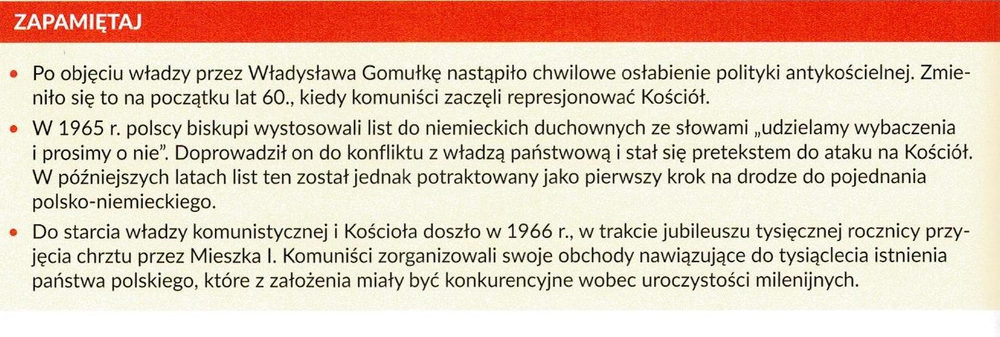 ZAPAMIĘTAJ
• Po objęciu władzy przez Władysława Gomułkę nastąpiło chwilowe osłabienie polityki antykościelnej. Zmie-
niło się to na początku lat 60., kiedy komuniści zaczęli represjonować Kościół.
• W 1965 r. polscy biskupi wystosowali list do niemieckich duchownych ze słowami „udzielamy wybaczenia
i prosimy o nie”. Doprowadził on do konfliktu z władzą państwową i stał się pretekstem do ataku na Kościół.
W późniejszych latach list ten został jednak potraktowany jako pierwszy krok na drodze do pojednania
polsko-niemieckiego.
• Do starcia władzy komunistycznej i Kościoła doszło w 1966 r., w trakcie jubileuszu tysięcznej rocznicy przy-
jęcia chrztu przez Mieszka I. Komuniści zorganizowali swoje obchody nawiązujące do tysiąclecia istnienia
państwa polskiego, które z założenia miały być konkurencyjne wobec uroczystości milenijnych.